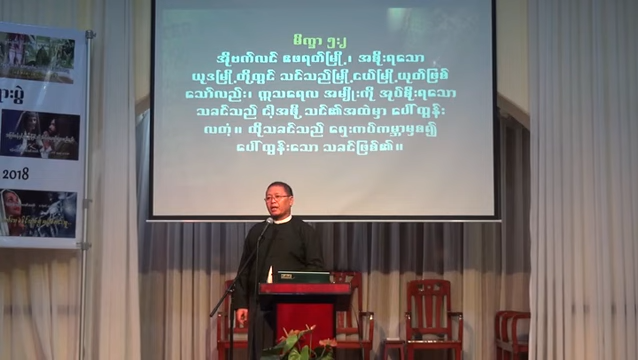 မိက္ခာ ၅း၂
အိုဗက်လင် ဧဖရတ်မြို့၊ အစိုးရသော
ယုဒမြို့တို့တွင် သင်သည်မြို့ငယ်မြို့ယုတ်ဖြစ်
သော်လည်း၊ ဣသရေလ အမျိုးကို အုပ်စိုးရသော
သခင်သည် ငါ့အဖို့ သင်၏အထဲမှာ ပေါ်ထွန်း
လတံ့။ ထိုသခင်သည် ရှေးကပ်ကမ္ဘာမှစ၍
ပေါ်ထွန်းသော သခင်ဖြစ်၏။
2018